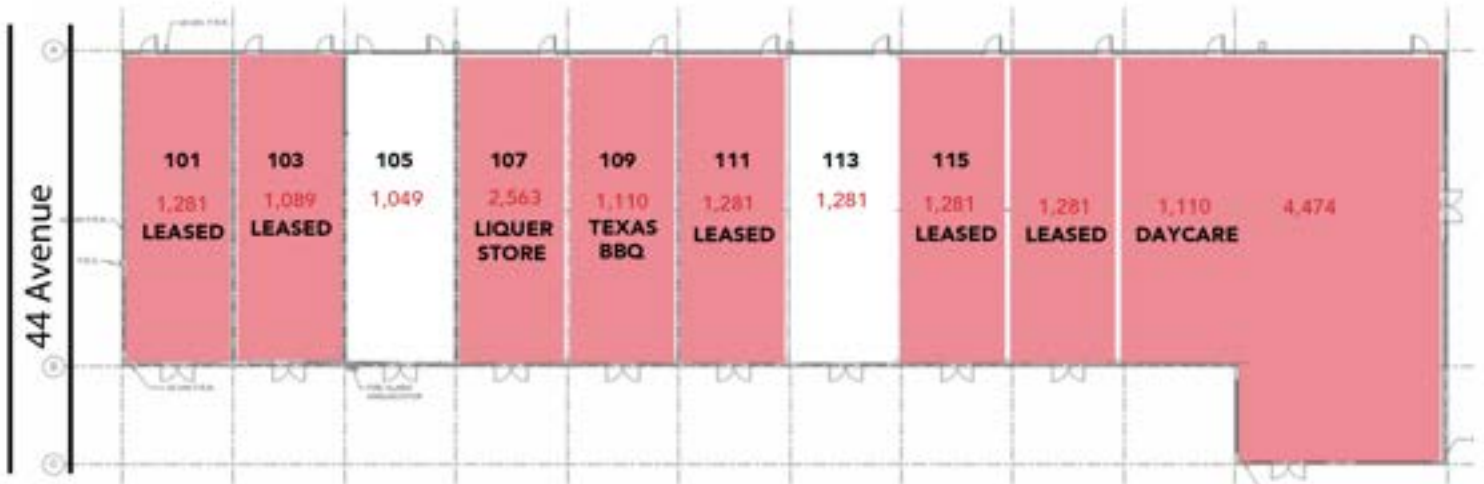 44 Avenue
101
1,281
LEASED
103
1,089
LEASED
105
1,049
107
2,563
LIQUER
STORE
109
1,110
TEXAS
BBQ
111
1,281
LEASED
113
1,281
115
1,281
LEASED
1,281
LEASED
1,110
DAYCARE
4,474